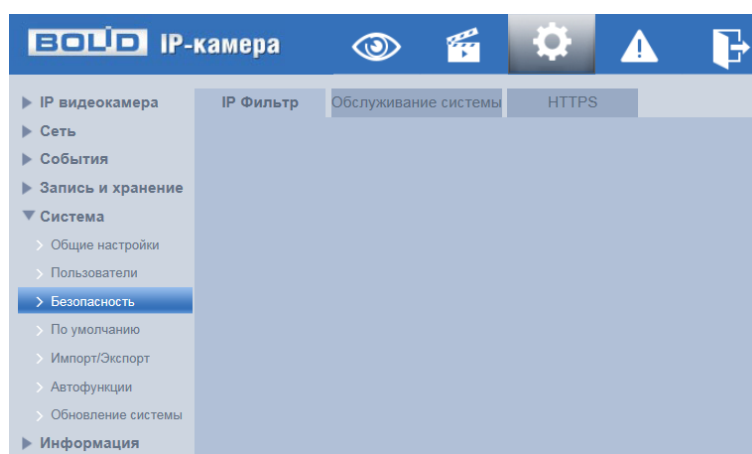 BOLID IP-камера
IP видеокамера
IP Фильтр
Обслуживание системы
HTTPS
Сеть
События
Запись и хранение
Система
Общие настройки
Пользователи
Безопасность
По умолчанию
Импорт/Экспорт
Автофункции
Обновление системы
Информация